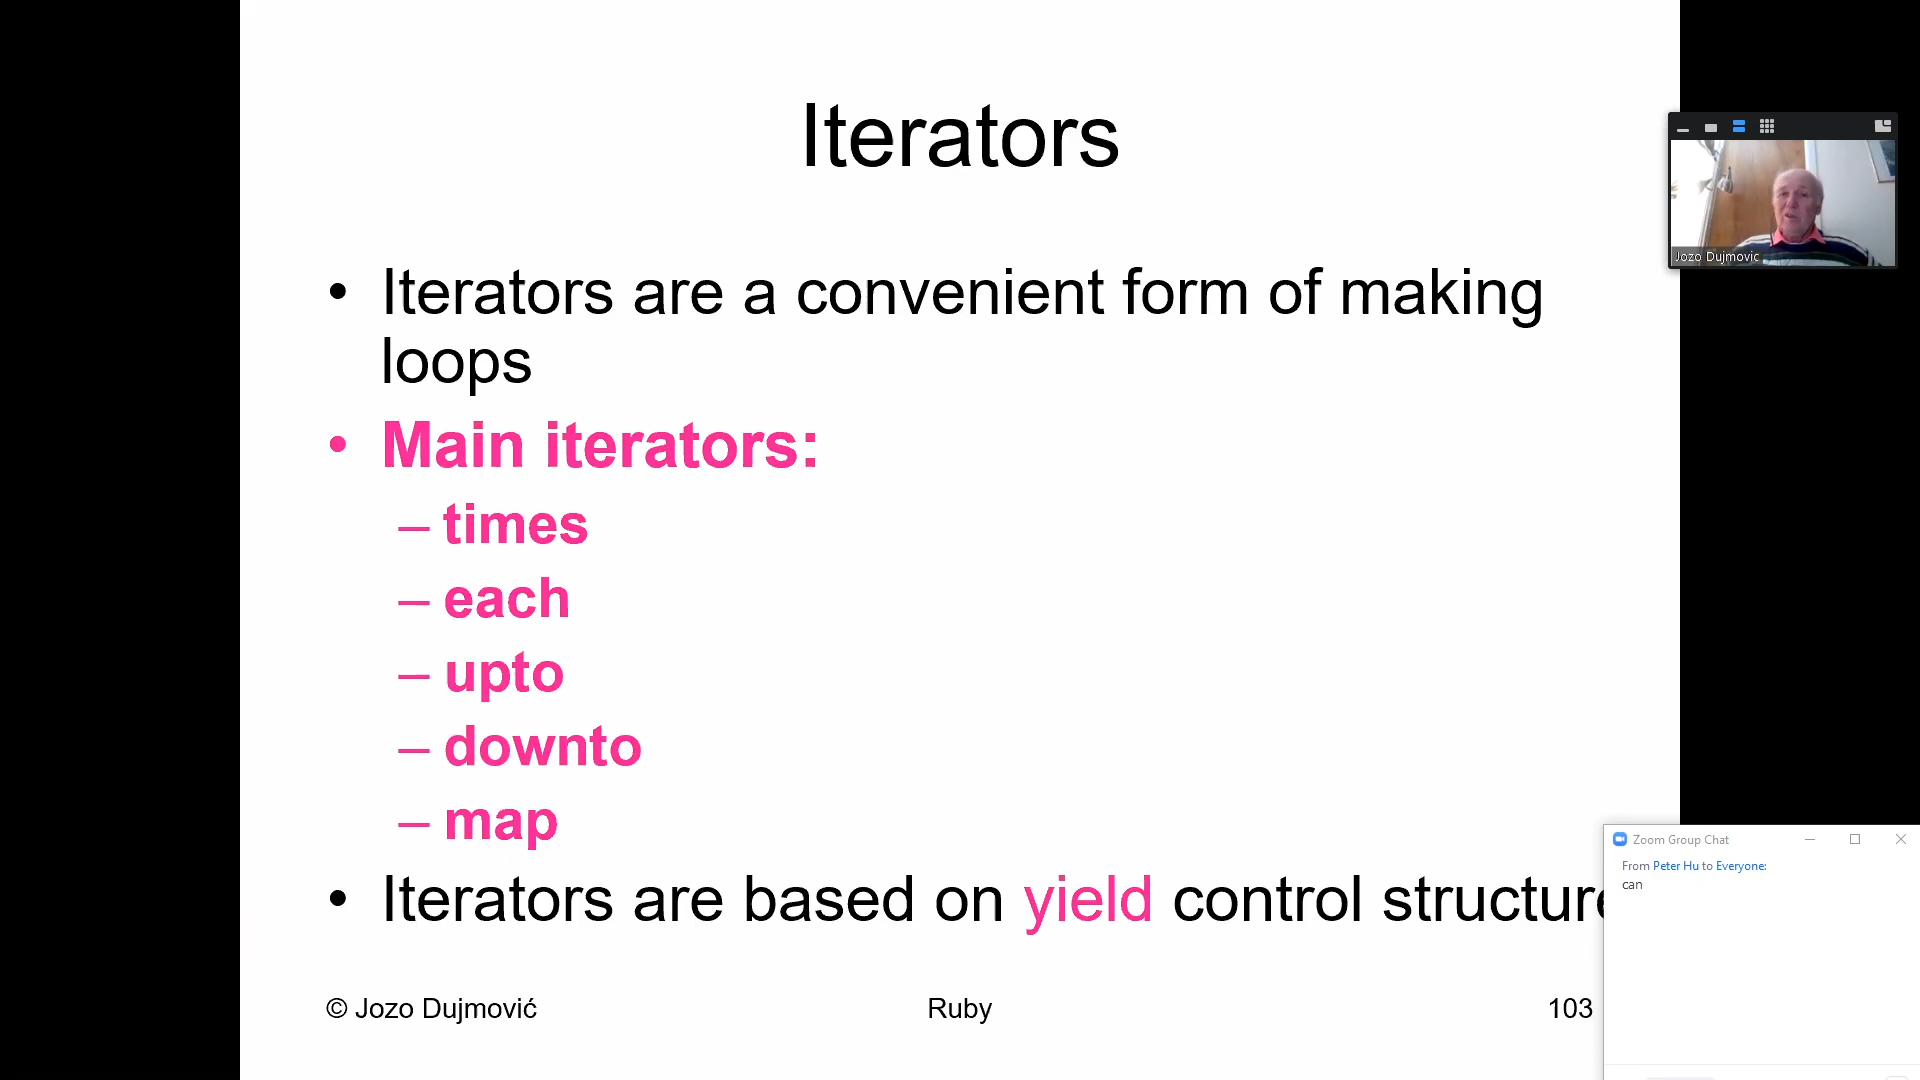 Iterators
• Iterators are a convenient form of making
loops
• Main iterators:
– times
– each
– upto
– downto
– map
• Iterators are based on yield control structure
© Jozo Dujmović
Ruby
103
Jozo Dujmovic
Zoom Group Chat
From Peter Hu to Everyone:
can